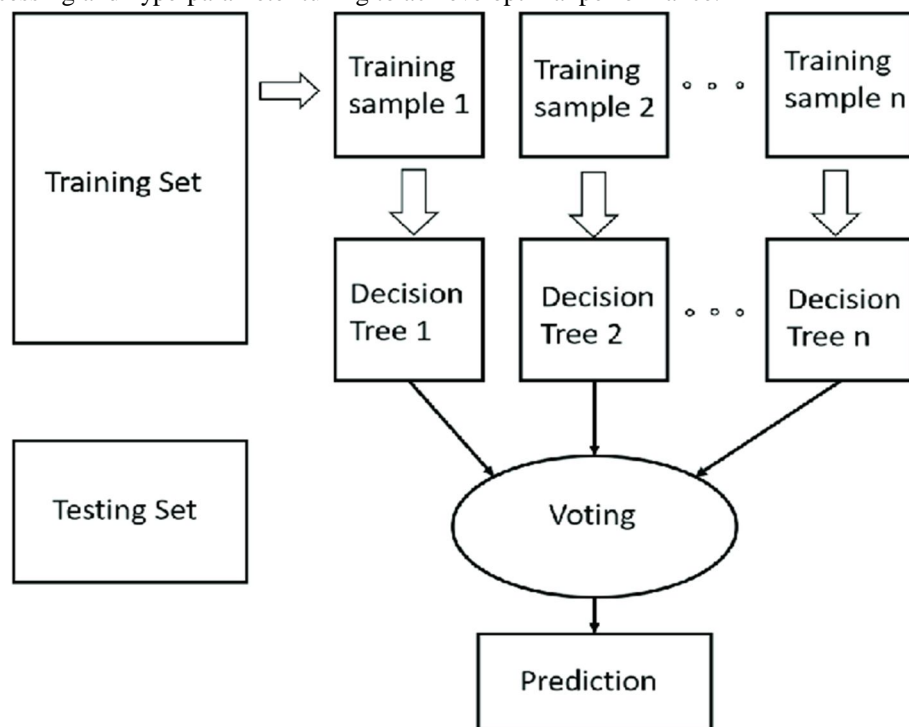 Training
sample 1
Training
sample 2
Training
sample n
Training Set
Decision
Tree 1
Decision
Tree 2
Decision
Tree n
Testing Set
Voting
Prediction